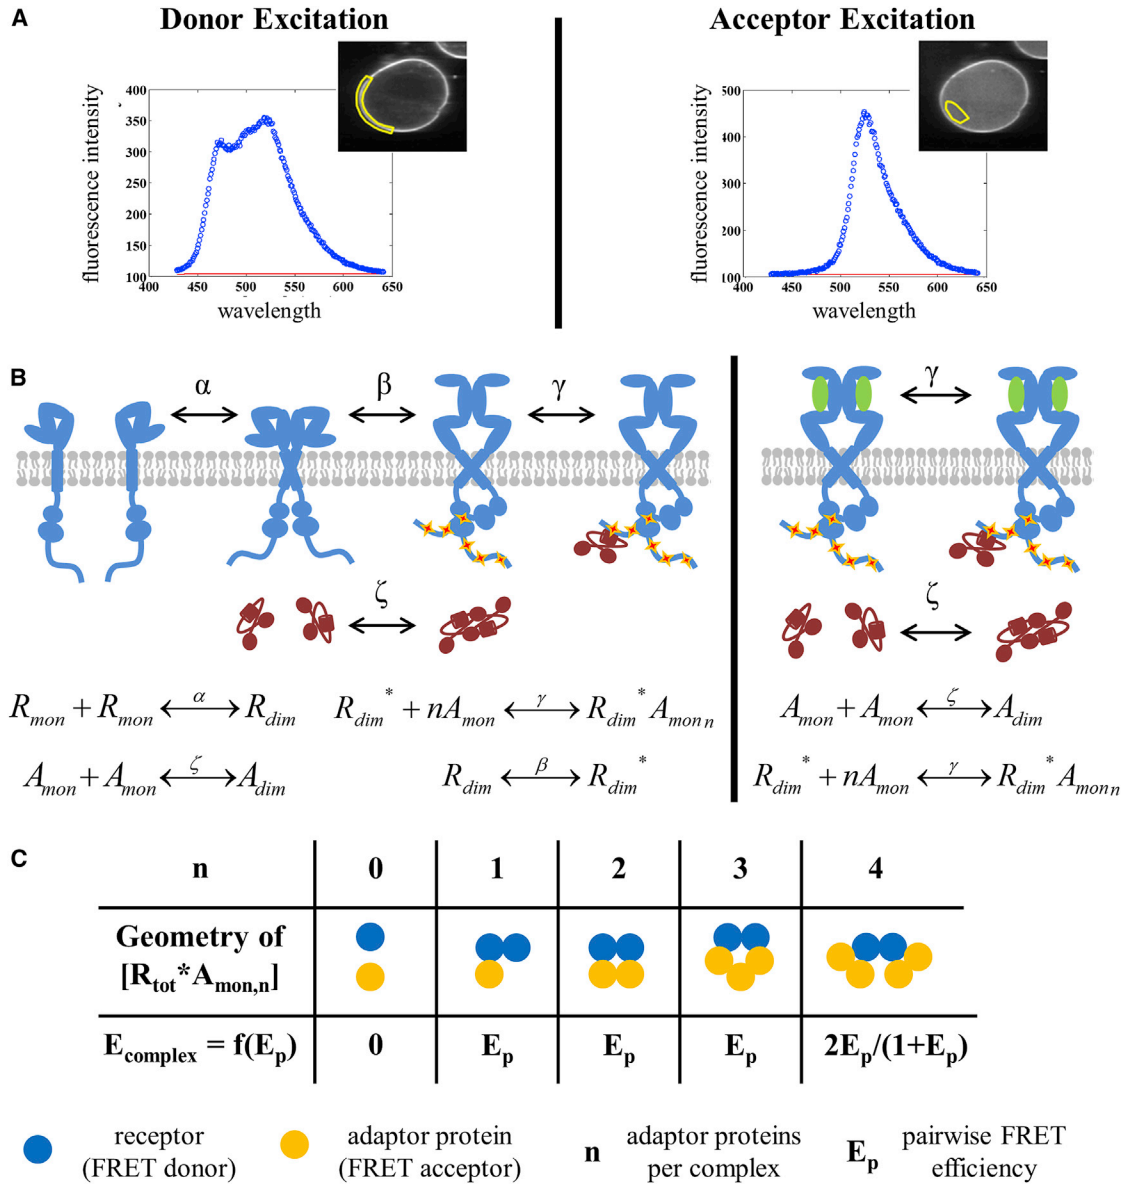 A
Donor Excitation
Acceptor Excitation
fluorescence intensity
400
350
300
250
200
150
100
400 450 500 550 600 650
wavelength
fluorescence intensity
500
400
300
200
100
400 450 500 550 600 650
wavelength
B
α β γ γ
ζ ζ
R_mon + R_mon ⟷^α R_dim
R_dim^* + nA_mon ⟷^γ R_dim^* A_mon_n
A_mon + A_mon ⟷^ζ A_dim
A_mon + A_mon ⟷^ζ A_dim
R_dim ⟷^β R_dim^*
R_dim^* + nA_mon ⟷^γ R_dim^* A_mon_n
C
n 0 1 2 3 4
Geometry of
[R_tot*A_mon,n]
E_complex = f(E_p) 0 E_p E_p E_p 2E_p/(1+E_p)
receptor
(FRET donor)
adaptor protein
(FRET acceptor)
n adaptor proteins
per complex
E_p pairwise FRET
efficiency